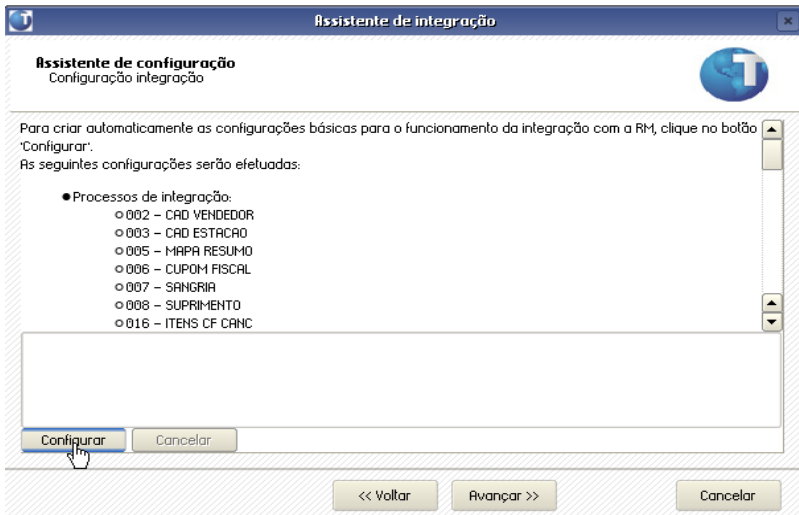 Assistente de integração
Assistente de configuração
Configuração integração
Para criar automaticamente as configurações básicas para o funcionamento da integração com a RM, clique no botão
'Configurar'.
As seguintes configurações serão efetuadas:
Processos de integração:
002 - CAD VENDEDOR
003 - CAD ESTACAO
005 - MAPA RESUMO
006 - CUPOM FISCAL
007 - SANGRIA
008 - SUPRIMENTO
016 - ITENS CF CANC
Configurar Cancelar
<< Voltar Avançar >> Cancelar